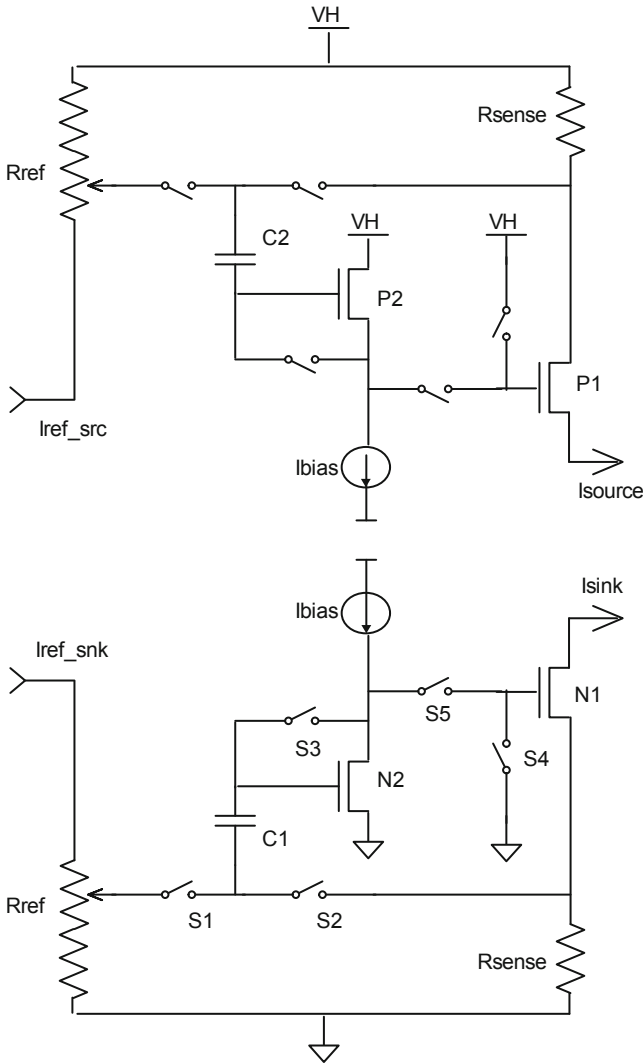 VH
Rsense
Rref
C2
VH
VH
P2
P1
Iref_src
Ibias
Isource
Isink
Ibias
Iref_snk
N1
S5
S3
S4
N2
C1
Rref
S1
S2
Rsense